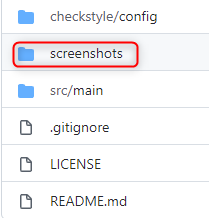 checkstyle/config
screenshots
src/main
.gitignore
LICENSE
README.md